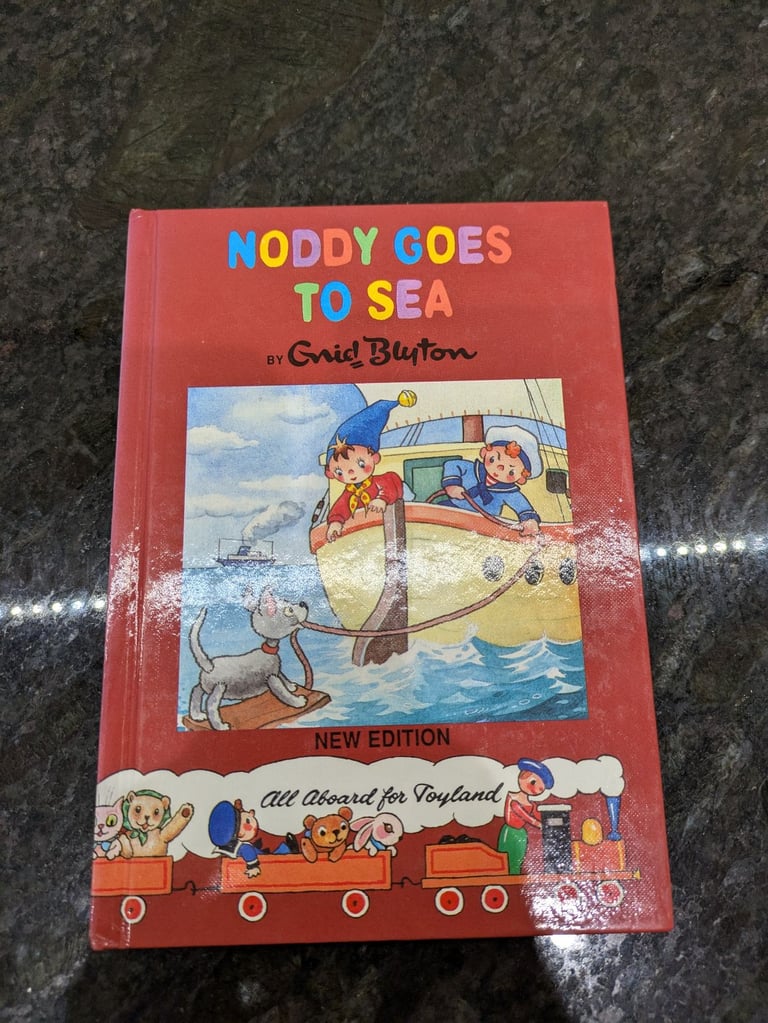 NODDY GOES
TO SEA
BY Enid Blyton
NEW EDITION
All Aboard for Toyland